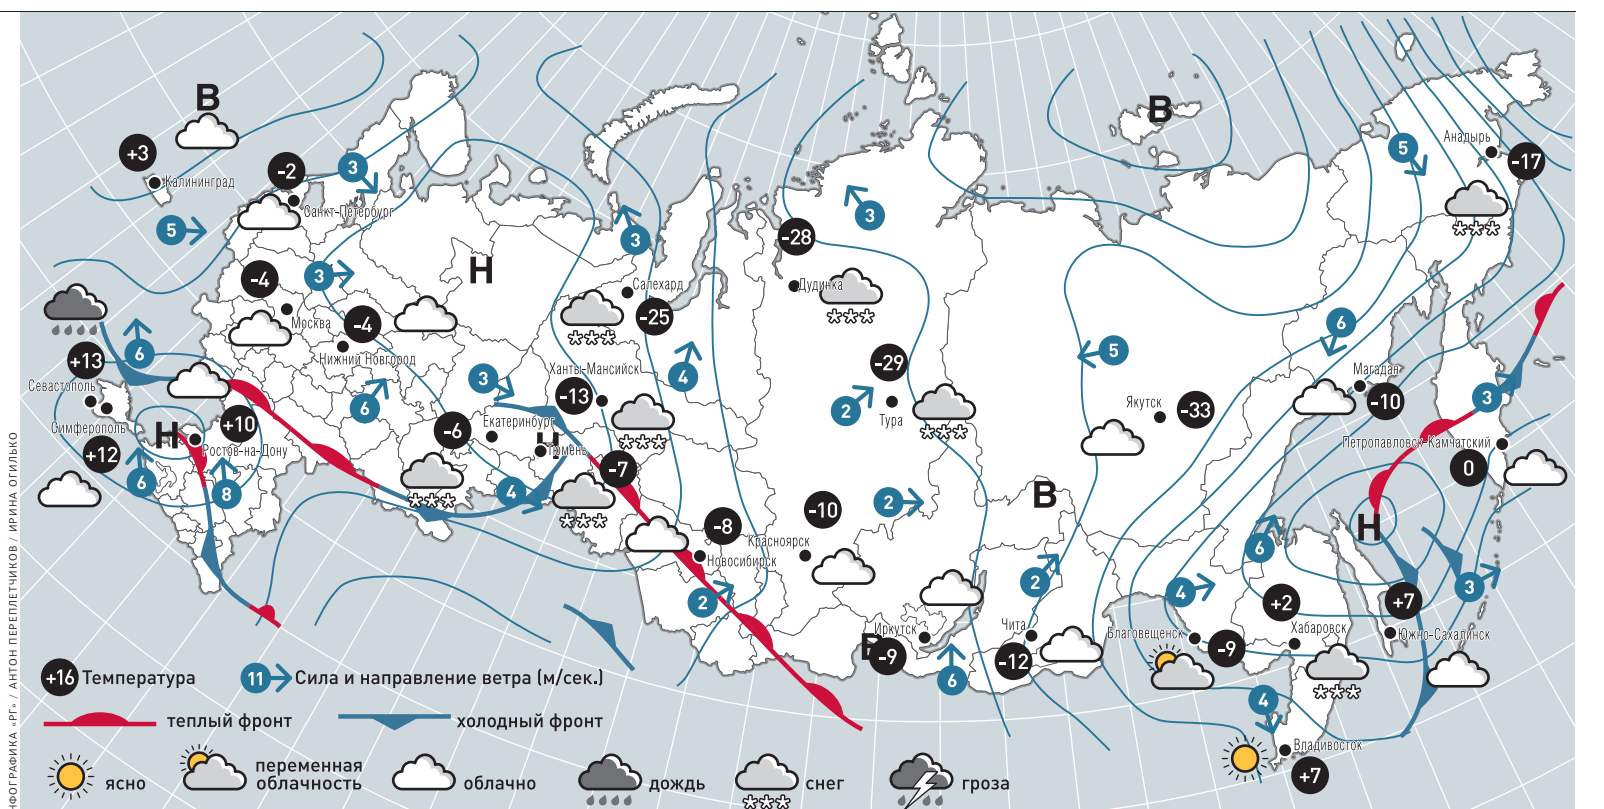 В
В
+3
Калининград
-2
3
Санкт-Петербург
5
Анадырь
-17
5
3
3
-28
Дудинка
Н
-4
Москва
3
-4
Нижний Новгород
Салехард
-25
6
+13
Севастополь
Симферополь
+12
6
Н
+10
Ростов-на-Дону
8
6
3
Ханты-Мансийск
-13
4
Екатеринбург
-6
Н
Тюмень
-7
4
-29
2
Тура
5
Якутск
-33
6
Магадан
-10
3
Петропавловск-Камчатский
0
-8
Новосибирск
2
-10
Красноярск
2
В
Н
6
2
4
3
Иркутск
В
-9
6
Чита
-12
Благовещенск
-9
+2
Хабаровск
+7
Южно-Сахалинск
4
Владивосток
+7
+16 Температура
11 Сила и направление ветра (м/сек.)
теплый фронт
холодный фронт
ясно
переменная
облачность
облачно
дождь
снег
гроза
НФОГРАФИКА «РГ» / АНТОН ПЕРЕПЛЕТЧИКОВ / ИРИНА ОГИЛЬКО